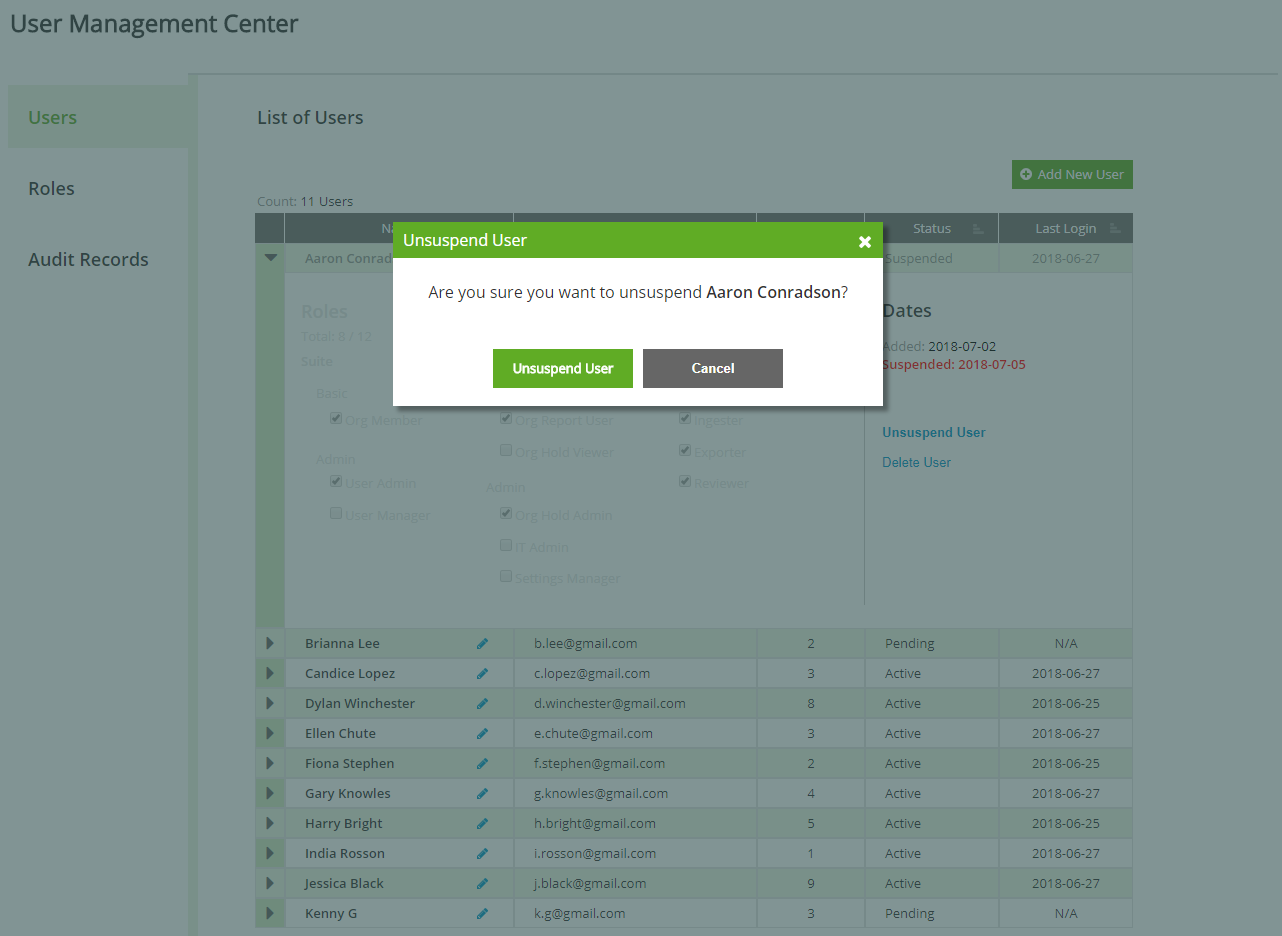 User Management Center
Users
Roles
Audit Records
List of Users
Add New User
Count: 11 Users
Status Last Login
Aaron Suspended 2018-06-27
Unsuspend User
Are you sure you want to unsuspend Aaron Conradson?
Unsuspend User Cancel
Roles
Total: 8 / 12
Suite
Basic
Org Member
Admin
User Admin
User Manager
Org Report User
Org Hold Viewer
Admin
Org Hold Admin
IT Admin
Settings Manager
Ingester
Exporter
Reviewer
Dates
Added: 2018-07-02
Suspended: 2018-07-05
Unsuspend User
Delete User
Brianna Lee b.lee@gmail.com 2 Pending N/A
Candice Lopez c.lopez@gmail.com 3 Active 2018-06-27
Dylan Winchester d.winchester@gmail.com 8 Active 2018-06-25
Ellen Chute e.chute@gmail.com 3 Active 2018-06-27
Fiona Stephen f.stephen@gmail.com 2 Active 2018-06-25
Gary Knowles g.knowles@gmail.com 4 Active 2018-06-27
Harry Bright h.bright@gmail.com 5 Active 2018-06-25
India Rosson i.rosson@gmail.com 1 Active 2018-06-27
Jessica Black j.black@gmail.com 9 Active 2018-06-27
Kenny G k.g@gmail.com 3 Pending N/A